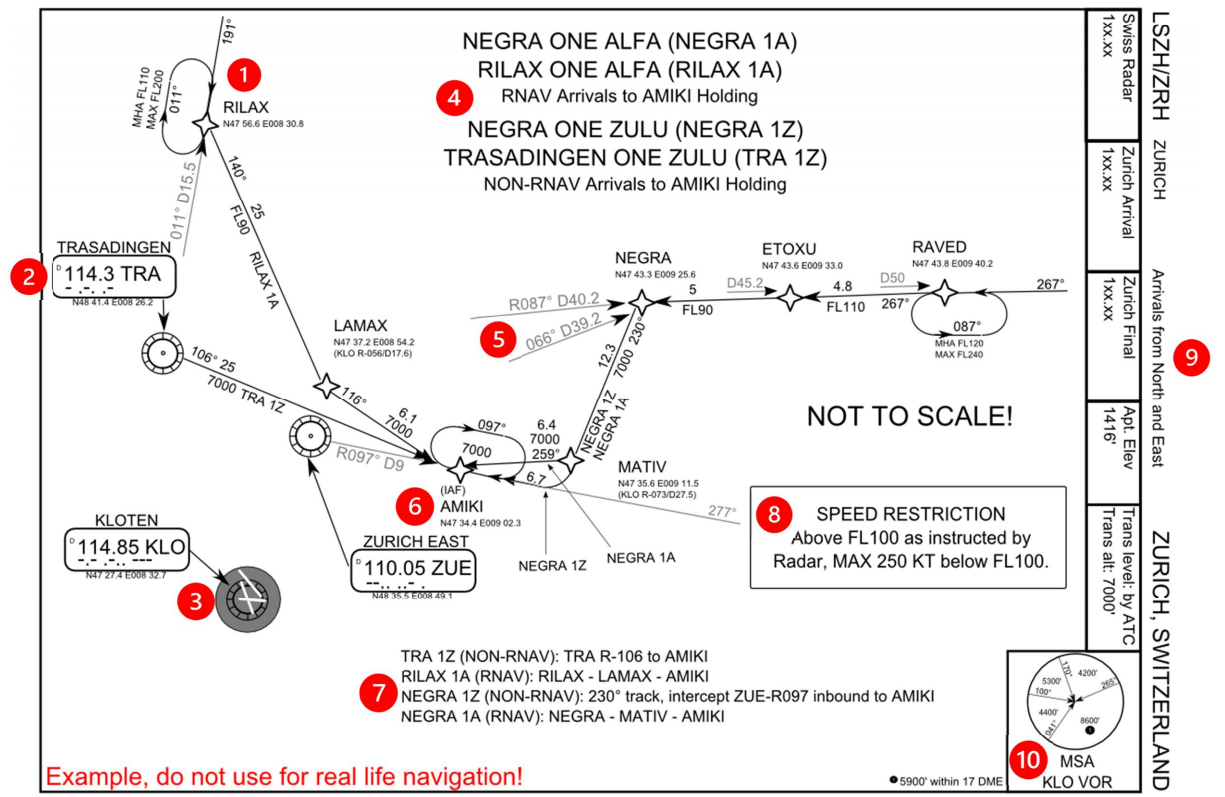 NEGRA ONE ALFA (NEGRA 1A)
RILAX ONE ALFA (RILAX 1A)
4
RNAV Arrivals to AMIKI Holding
NEGRA ONE ZULU (NEGRA 1Z)
TRASADINGEN ONE ZULU (TRA 1Z)
NON-RNAV Arrivals to AMIKI Holding
191°
1
MHA FL110
MAX FL200
011°
RILAX
N47 56.6 E008 30.8
011° D15.5
140°
25
FL90
RILAX 1A
TRASADINGEN
2
D 114.3 TRA
- .-. .-
N48 41.4 E008 26.2
106° 25
7000 TRA 1Z
LAMAX
N47 37.2 E008 54.2
(KLO R-056/D17.6)
116°
6.1
7000
R097° D9
NEGRA
N47 43.3 E009 25.6
ETOXU
N47 43.6 E009 33.0
RAVED
N47 43.8 E009 40.2
R087° D40.2
5
066° D39.2
5
FL90
D45.2
4.8
FL110
D50
267°
267°
087°
MHA FL120
MAX FL240
230°
7000
12.3
NEGRA 1Z
NEGRA 1A
097°
7000
6.4
7000
259°
6.7
MATIV
N47 35.6 E009 11.5
(KLO R-073/D27.5)
277°
6
(IAF)
AMIKI
N47 34.4 E009 02.3
NEGRA 1Z
NEGRA 1A
NOT TO SCALE!
8
SPEED RESTRICTION
Above FL100 as instructed by
Radar, MAX 250 KT below FL100.
KLOTEN
D 114.85 KLO
-.- .-.. ---
N47 27.4 E008 32.7
3
ZURICH EAST
D 110.05 ZUE
--.. ..- .
N48 35.5 E008 49.1
7
TRA 1Z (NON-RNAV): TRA R-106 to AMIKI
RILAX 1A (RNAV): RILAX - LAMAX - AMIKI
NEGRA 1Z (NON-RNAV): 230° track, intercept ZUE-R097 inbound to AMIKI
NEGRA 1A (RNAV): NEGRA - MATIV - AMIKI
Example, do not use for real life navigation!
1 5900' within 17 DME
170°
4200'
265°
5300'
100°
4400'
041°
8600'
1
10
MSA
KLO VOR
Swiss Radar
1xx.xx
Zurich Arrival
1xx.xx
Zurich Final
1xx.xx
Apt. Elev
1416'
Trans level: by ATC
Trans alt: 7000'
LSZH/ZRH
ZURICH
Arrivals from North and East
9
ZURICH, SWITZERLAND